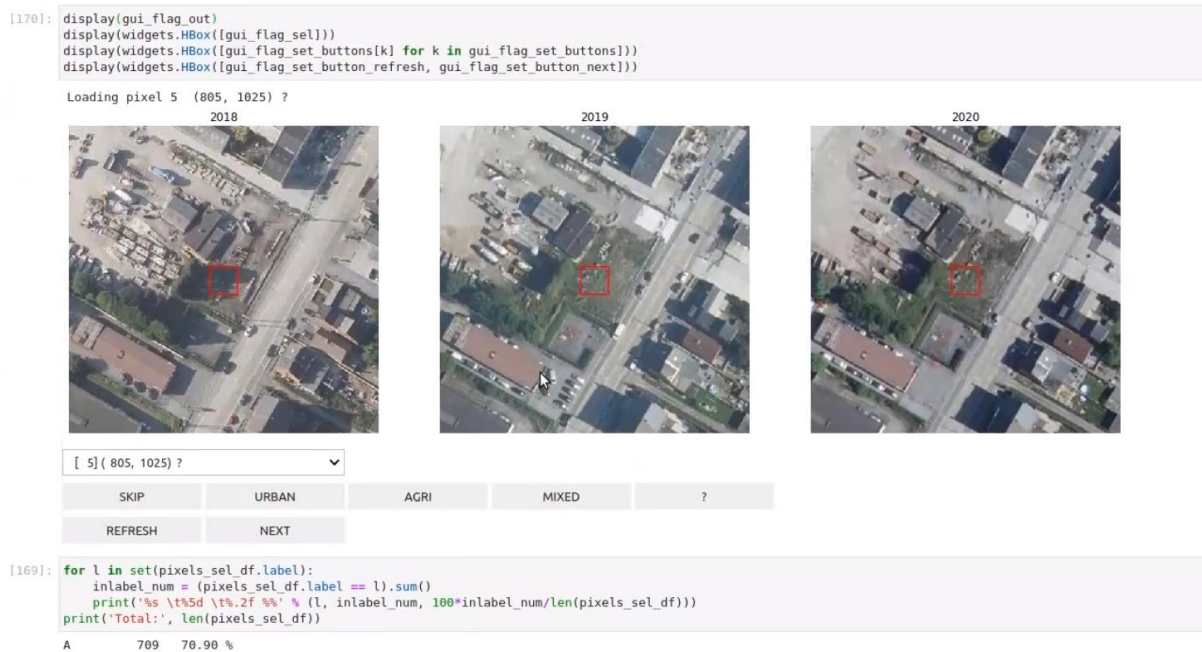 [170]: display(gui_flag_out)
display(widgets.HBox([gui_flag_sel]))
display(widgets.HBox([gui_flag_set_buttons[k] for k in gui_flag_set_buttons]))
display(widgets.HBox([gui_flag_set_button_refresh, gui_flag_set_button_next]))
Loading pixel 5  (805, 1025) ?
2018 2019 2020
[ 5]( 805, 1025) ?
SKIP URBAN AGRI MIXED ?
REFRESH NEXT
[169]: for l in set(pixels_sel_df.label):
    inlabel_num = (pixels_sel_df.label == l).sum()
    print('%s \t%5d \t%.2f %%' % (l, inlabel_num, 100*inlabel_num/len(pixels_sel_df)))
print('Total:', len(pixels_sel_df))
A 709 70.90 %